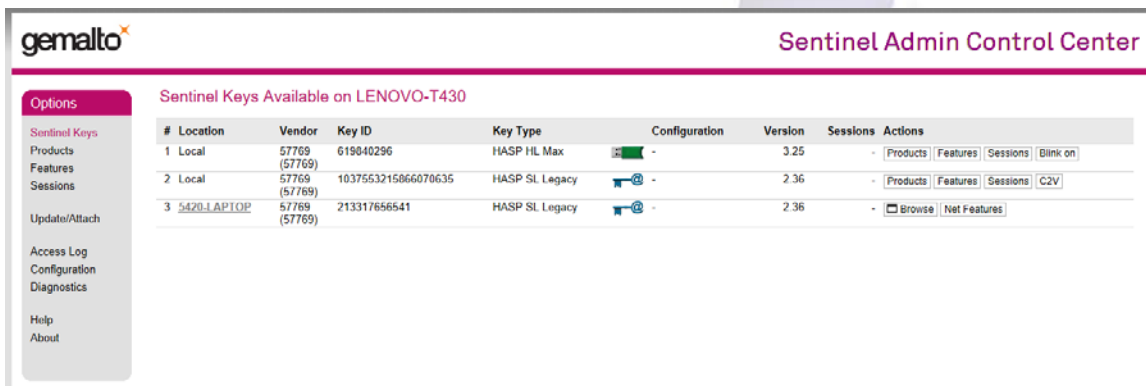 gemalto
Sentinel Admin Control Center
Options
Sentinel Keys
Products
Features
Sessions
Update/Attach
Access Log
Configuration
Diagnostics
Help
About
Sentinel Keys Available on LENOVO-T430
# Location Vendor Key ID Key Type Configuration Version Sessions Actions
1 Local 57769 619840296 HASP HL Max - 3.25 - Products Features Sessions Blink on
(57769)
2 Local 57769 1037553215866070635 HASP SL Legacy - 2.36 - Products Features Sessions C2V
(57769)
3 5420-LAPTOP 57769 213317656541 HASP SL Legacy - 2.36 - Browse Net Features
(57769)